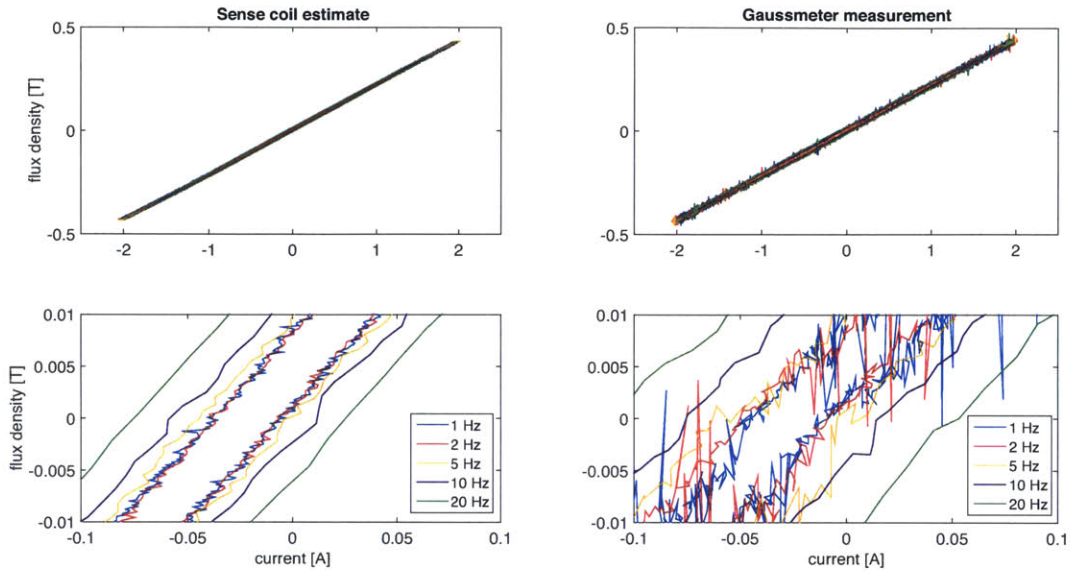 Sense coil estimate
0.5
0
-0.5
flux density [T]
-2
-1
0
1
2
Gaussmeter measurement
0.5
0
-0.5
-2
-1
0
1
2
0.01
0.005
0
-0.005
-0.01
flux density [T]
1 Hz
2 Hz
5 Hz
10 Hz
20 Hz
-0.1
-0.05
0
0.05
0.1
current [A]
0.01
0.005
0
-0.005
-0.01
1 Hz
2 Hz
5 Hz
10 Hz
20 Hz
-0.1
-0.05
0
0.05
0.1
current [A]